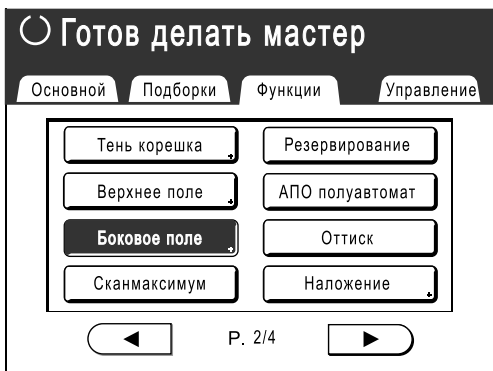 Готов делать мастер
Основной Подборки Функции Управление
Тень корешка Резервирование
Верхнее поле АПО полуавтомат
Боковое поле Оттиск
Сканмаксимум Наложение
P. 2/4